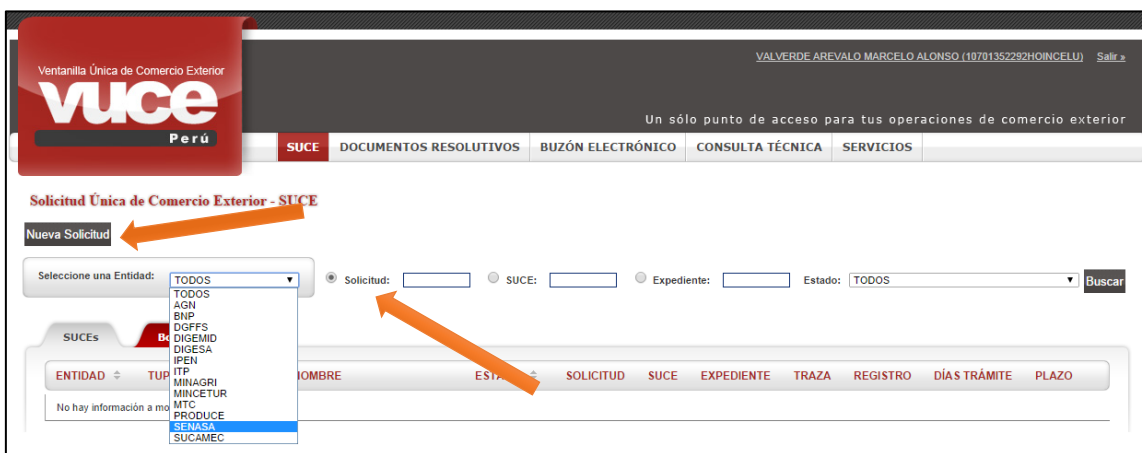 VALVERDE AREVALO MARCELO ALONSO (10701352292HOINCELU) Salir »
Ventanilla Única de Comercio Exterior
vuce
Perú
Un sólo punto de acceso para tus operaciones de comercio exterior
SUCE DOCUMENTOS RESOLUTIVOS BUZÓN ELECTRÓNICO CONSULTA TÉCNICA SERVICIOS
Solicitud Única de Comercio Exterior - SUCE
Nueva Solicitud
Seleccione una Entidad: TODOS Solicitud: SUCE: Expediente: Estado: TODOS Buscar
TODOS
AGN
BNP
DGFFS
DIGEMID
DIGESA
IPEN
ITP
MINAGRI
MINCETUR
MTC
PRODUCE
SENASA
SUCAMEC
SUCEs
ENTIDAD SOLICITUD SUCE EXPEDIENTE TRAZA REGISTRO DÍAS TRÁMITE PLAZO
No hay información a